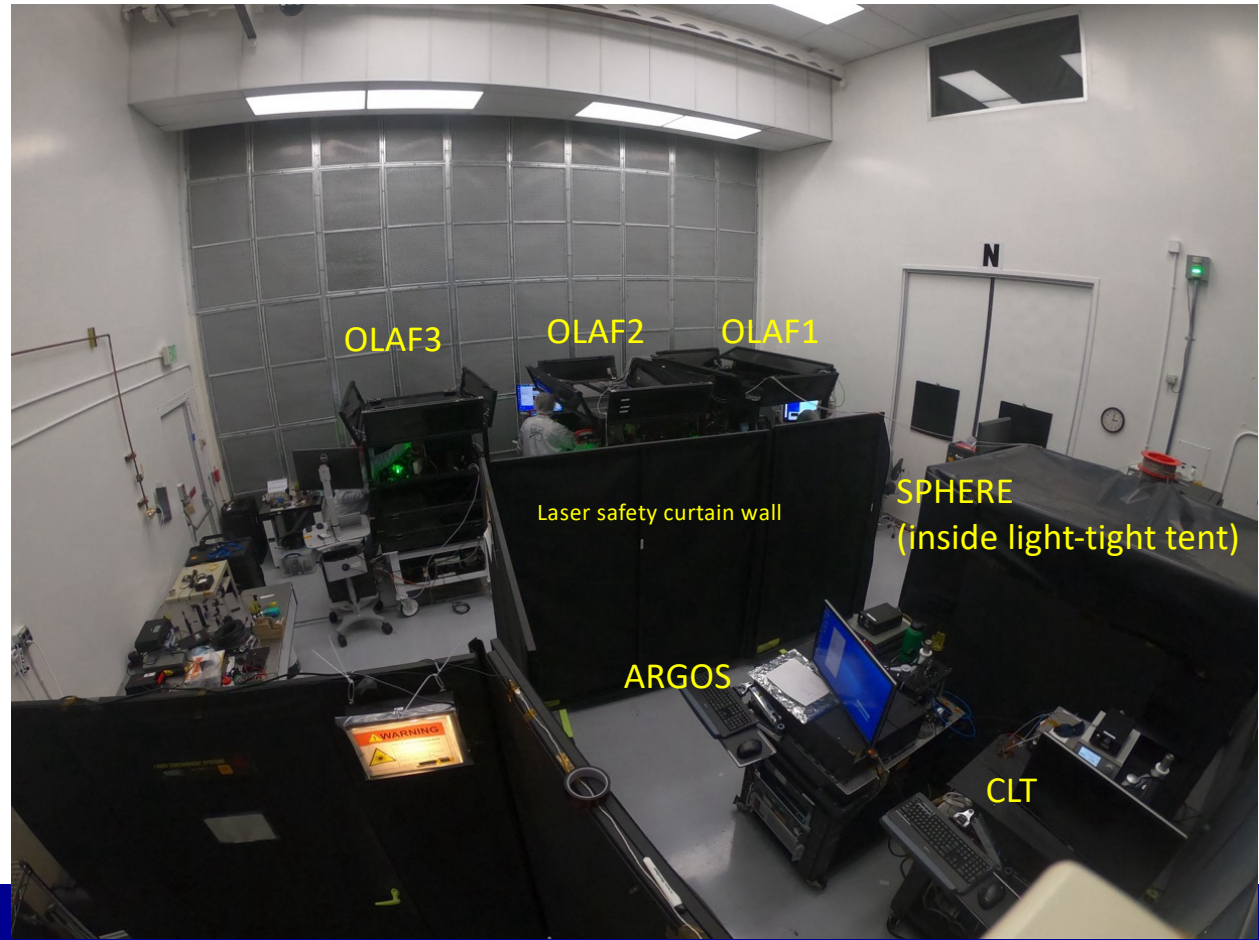 N
OLAF3
OLAF2
OLAF1
SPHERE
(inside light-tight tent)
Laser safety curtain wall
ARGOS
WARNING
CLT